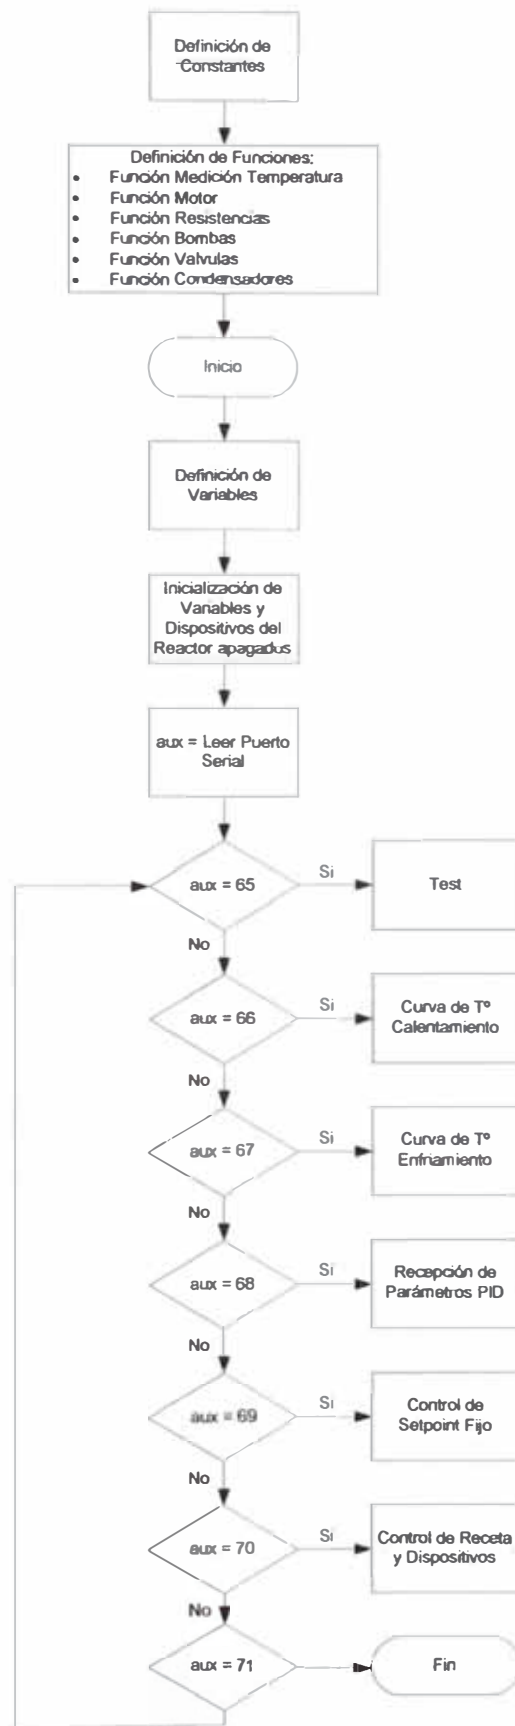 Definición de
Constantes
Definición de Funciones:
• Función Medición Temperatura
• Función Motor
• Función Resistencias
• Función Bombas
• Función Valvulas
• Función Condensadores
Inicio
Definición de
Variables
Inicialización de
Variables y
Dispositivos del
Reactor apagados
aux = Leer Puerto
Serial
aux = 65
Si
Test
No
aux = 66
Si
Curva de Tº
Calentamiento
No
aux = 67
Si
Curva de Tº
Enfriamiento
No
aux = 68
Si
Recepción de
Parámetros PID
No
aux = 69
Si
Control de
Setpoint Fijo
No
aux = 70
Si
Control de Receta
y Dispositivos
No
aux = 71
Fin